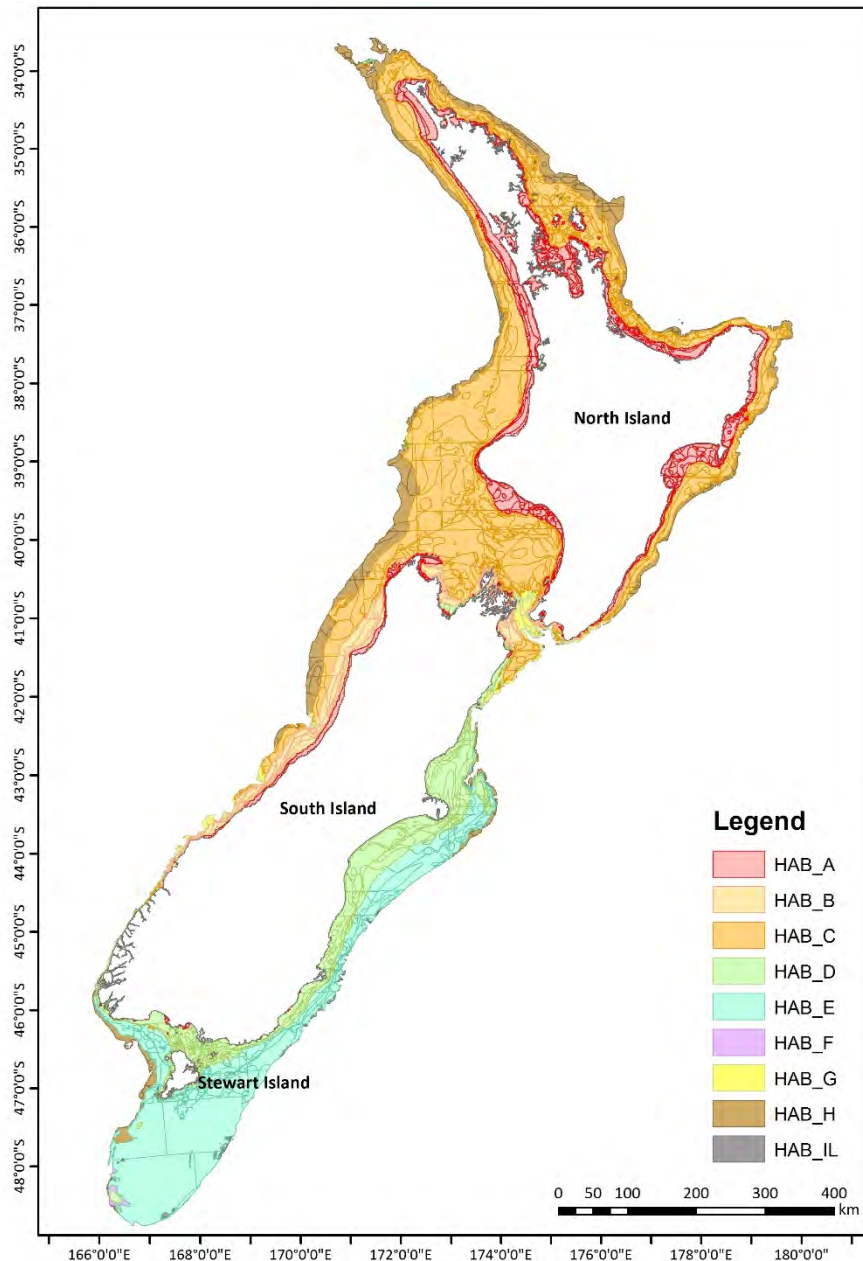 34°0'0"S
35°0'0"S
36°0'0"S
37°0'0"S
38°0'0"S
39°0'0"S
40°0'0"S
41°0'0"S
42°0'0"S
43°0'0"S
44°0'0"S
45°0'0"S
46°0'0"S
47°0'0"S
48°0'0"S
North Island
South Island
Stewart Island
Legend
HAB_A
HAB_B
HAB_C
HAB_D
HAB_E
HAB_F
HAB_G
HAB_H
HAB_IL
0 25 50 100 200 300 400
km
166°0'0"E 168°0'0"E 170°0'0"E 172°0'0"E 174°0'0"E 176°0'0"E 178°0'0"E 180°0'0"